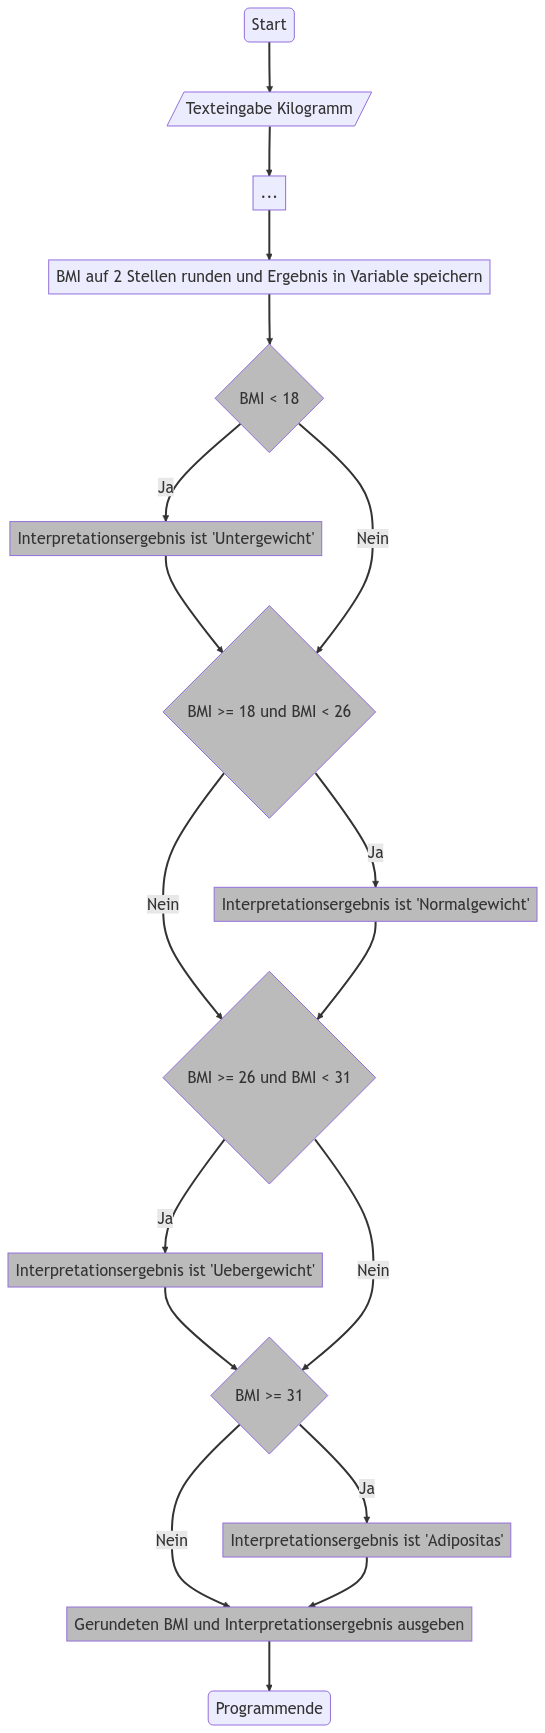 Start
Texteingabe Kilogramm
...
BMI auf 2 Stellen runden und Ergebnis in Variable speichern
BMI < 18
Ja
Interpretationsergebnis ist 'Untergewicht'
Nein
BMI >= 18 und BMI < 26
Ja
Nein
Interpretationsergebnis ist 'Normalgewicht'
BMI >= 26 und BMI < 31
Ja
Interpretationsergebnis ist 'Uebergewicht'
Nein
BMI >= 31
Ja
Nein
Interpretationsergebnis ist 'Adipositas'
Gerundeten BMI und Interpretationsergebnis ausgeben
Programmende